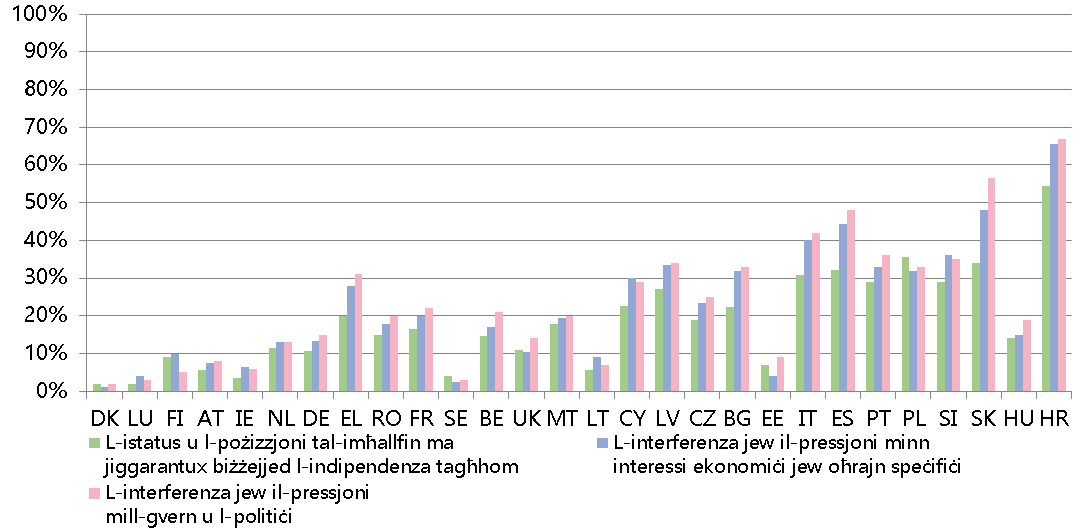 100%
90%
80%
70%
60%
50%
40%
30%
20%
10%
0%
DK LU FI AT IE NL DE EL RO FR SE BE UK MT LT CY LV CZ BG EE IT ES PT PL SI SK HU HR
L-istatus u l-pożizzjoni tal-imħallfin ma
jiggarantux biżżejjed l-indipendenza tagħhom
L-interferenza jew il-pressjoni minn
interessi ekonomiċi jew oħrajn speċifiċi
L-interferenza jew il-pressjoni
mill-gvern u l-politiċi